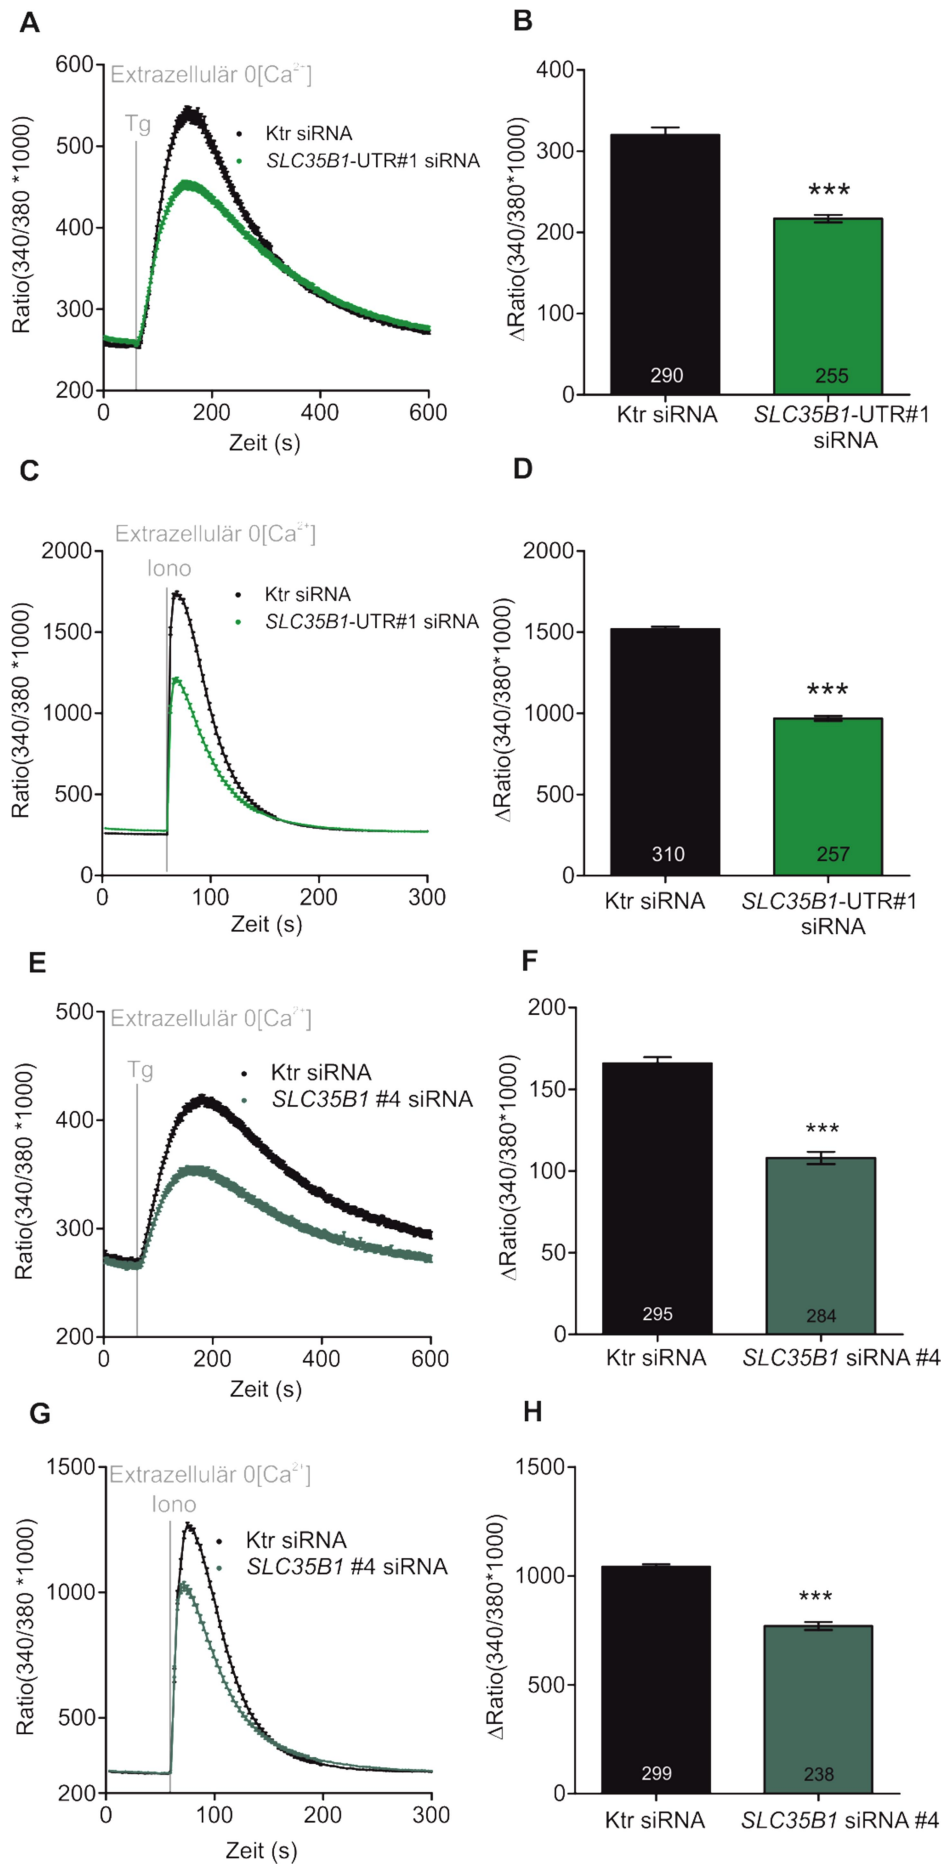 A
600
500
400
300
200
Ratio(340/380 *1000)
Extrazellulär 0[Ca²⁺]
Tg
Ktr siRNA
SLC35B1-UTR#1 siRNA
0
200
400
600
Zeit (s)
B
400
300
200
100
0
ΔRatio(340/380*1000)
***
290
255
Ktr siRNA
SLC35B1-UTR#1
siRNA
C
2000
1500
1000
500
0
Ratio(340/380 *1000)
Extrazellulär 0[Ca²⁺]
Iono
Ktr siRNA
SLC35B1-UTR#1 siRNA
0
100
200
300
Zeit (s)
D
2000
1500
1000
500
0
ΔRatio(340/380*1000)
***
310
257
Ktr siRNA
SLC35B1-UTR#1
siRNA
E
500
400
300
200
Ratio(340/380 *1000)
Extrazellulär 0[Ca²⁺]
Tg
Ktr siRNA
SLC35B1 #4 siRNA
0
200
400
600
Zeit (s)
F
200
150
100
50
0
ΔRatio(340/380*1000)
***
295
284
Ktr siRNA
SLC35B1 siRNA #4
G
1500
1000
500
200
Ratio(340/380 *1000)
Extrazellulär 0[Ca²⁺]
Iono
Ktr siRNA
SLC35B1 #4 siRNA
0
100
200
300
Zeit (s)
H
1500
1000
500
0
ΔRatio(340/380*1000)
***
299
238
Ktr siRNA
SLC35B1 siRNA #4